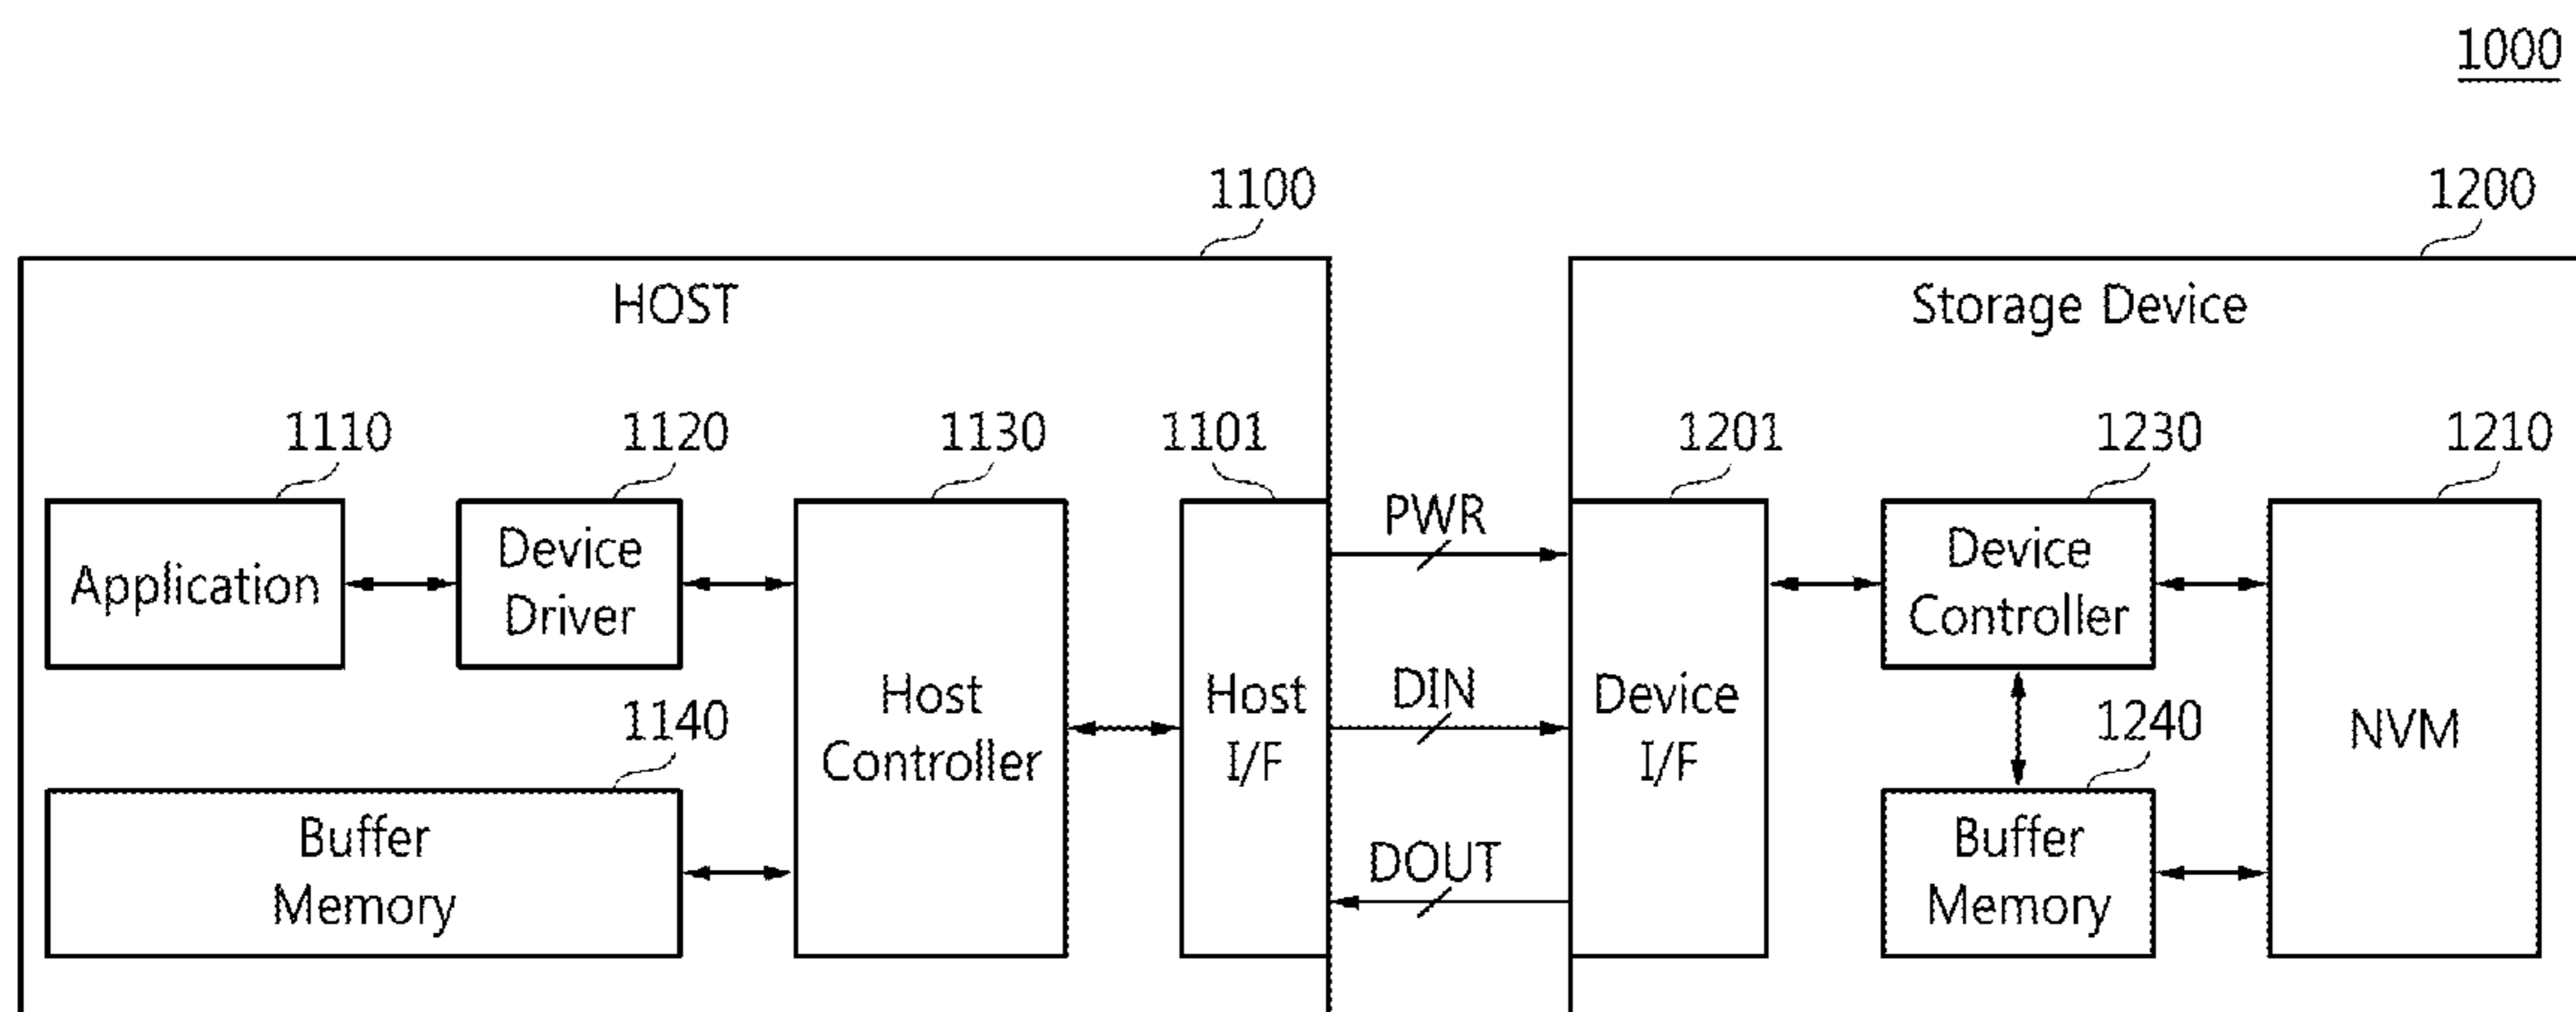 1000
1100
1200
HOST
Storage Device
1110
1120
1130
1101
1201
1230
1210
Application
Device
Driver
Host
Controller
Host
I/F
PWR
DIN
DOUT
Device
I/F
Device
Controller
NVM
1140
1240
Buffer
Memory
Buffer
Memory